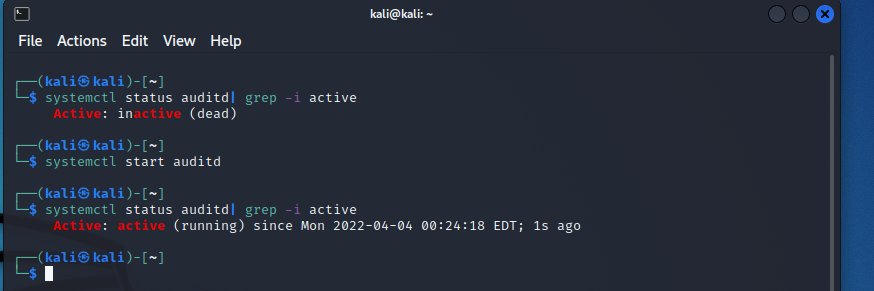 kali@kali: ~
File Actions Edit View Help
┌──(kali㉿kali)-[~]
└─$ systemctl status auditd| grep -i active
Active: inactive (dead)
┌──(kali㉿kali)-[~]
└─$ systemctl start auditd
┌──(kali㉿kali)-[~]
└─$ systemctl status auditd| grep -i active
Active: active (running) since Mon 2022-04-04 00:24:18 EDT; 1s ago
┌──(kali㉿kali)-[~]
└─$